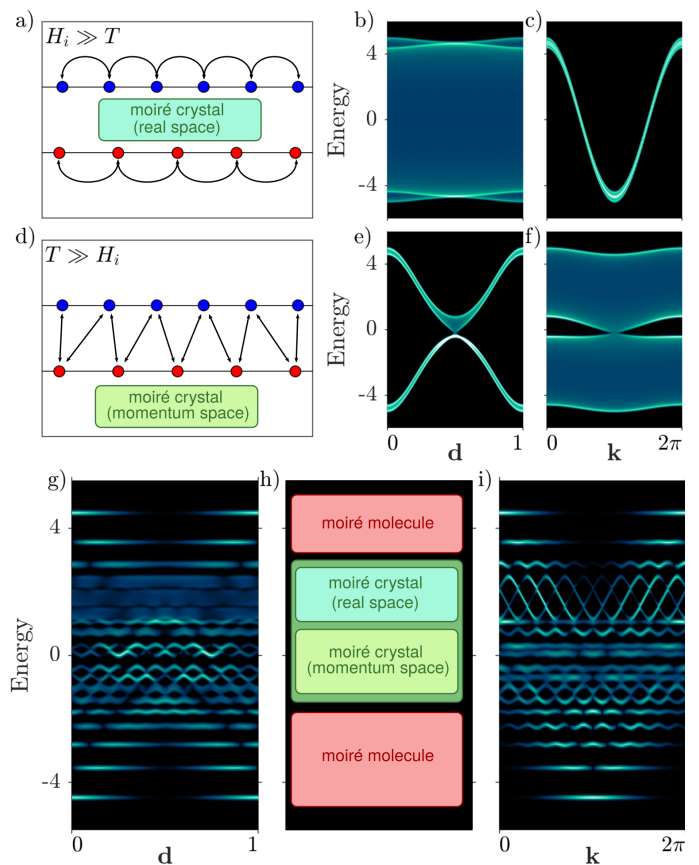 a)
H_i ≫ T
moiré crystal
(real space)
b)
Energy
4
0
-4
c)
d)
T ≫ H_i
moiré crystal
(momentum space)
e)
Energy
4
0
-4
0
d
1
f)
0
k
2π
g)
Energy
4
0
-4
0
d
1
h)
moiré molecule
moiré crystal
(real space)
moiré crystal
(momentum space)
moiré molecule
i)
0
k
2π